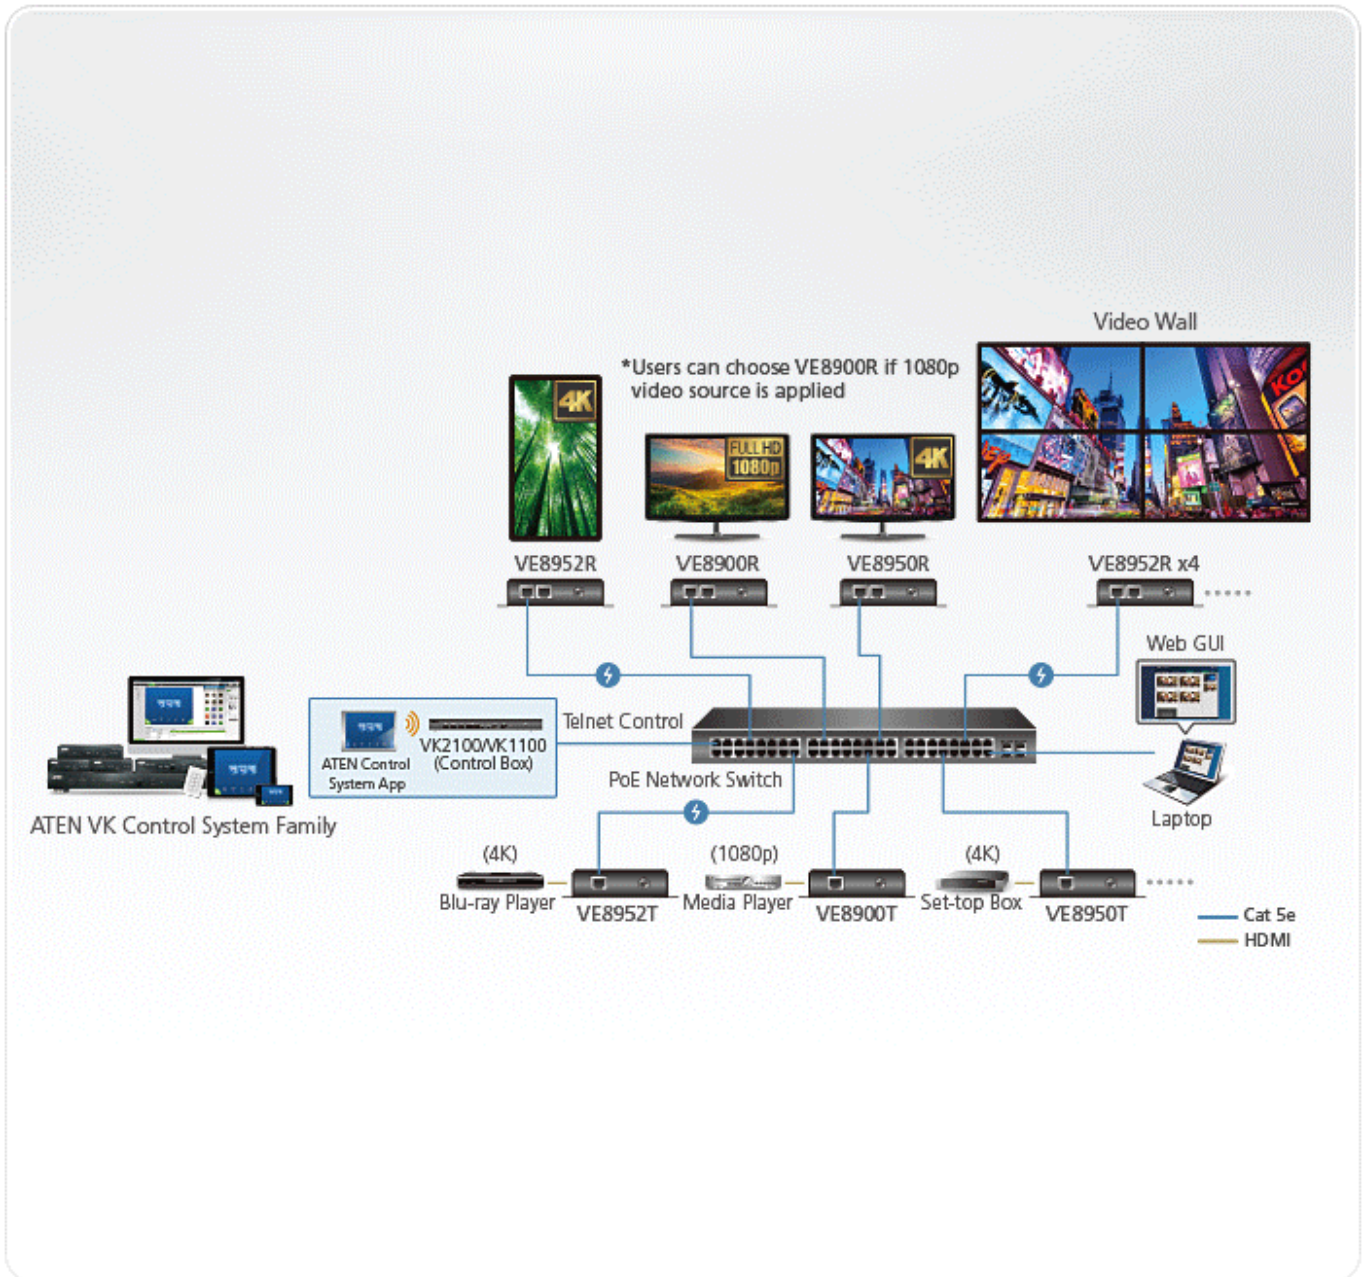 Video Wall
*Users can choose VE8900R if 1080p
video source is applied
4K
FULL HD
1080p
4K
VE8952R
VE8900R
VE8950R
VE8952R x4
Web GUI
Telnet Control
VK2100/VK1100
(Control Box)
ATEN Control
System App
PoE Network Switch
Laptop
ATEN VK Control System Family
(4K)
(1080p)
(4K)
Blu-ray Player
VE8952T
Media Player
VE8900T
Set-top Box
VE8950T
Cat 5e
HDMI